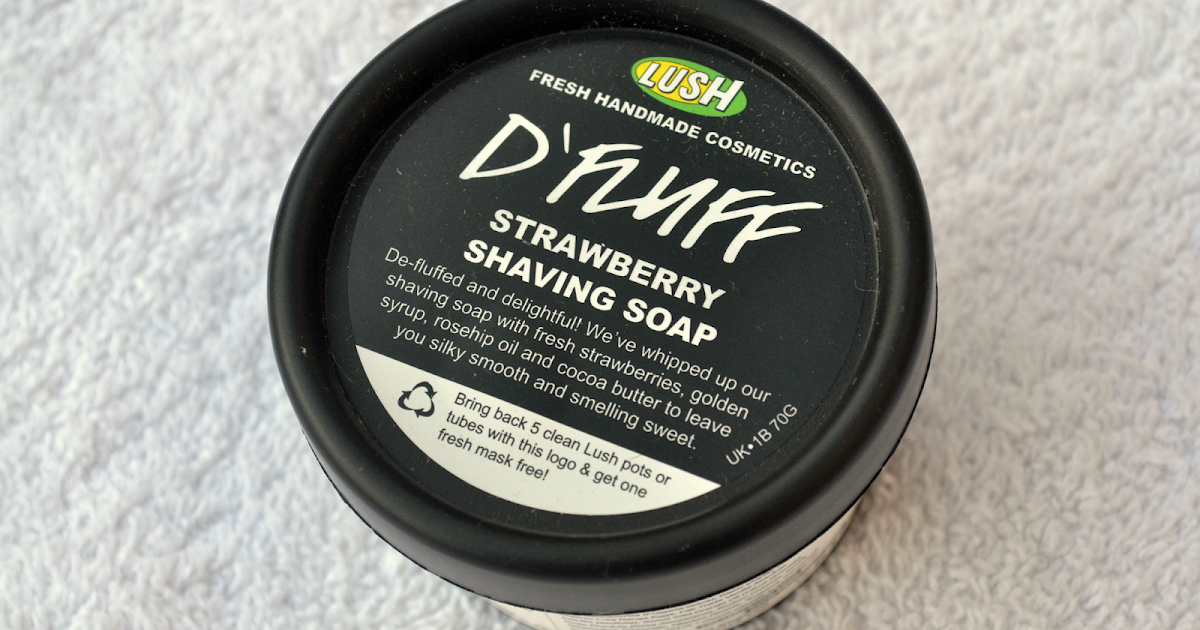 LUSH
FRESH HANDMADE COSMETICS
D'FLUFF
STRAWBERRY
SHAVING SOAP
De-fluffed and delightful! We've whipped up our
shaving soap with fresh strawberries, golden
syrup, rosehip oil and cocoa butter to leave
you silky smooth and smelling sweet.
UK•1B 70G
Bring back 5 clean Lush pots or
tubes with this logo & get one
fresh mask free!